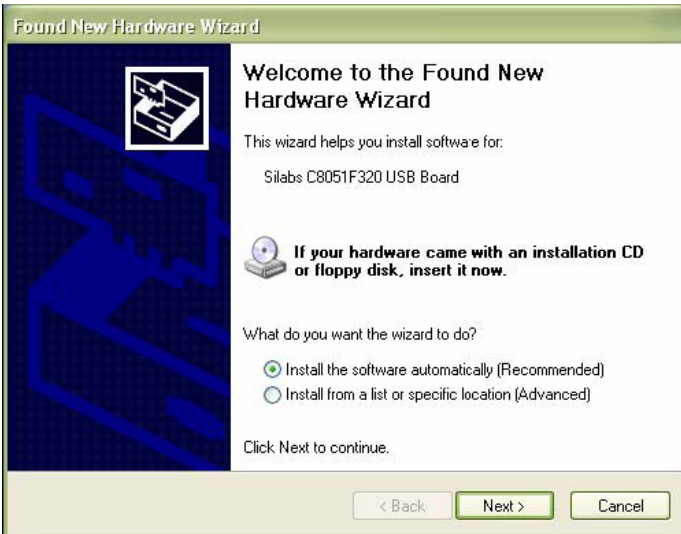 Found New Hardware Wizard
Welcome to the Found New
Hardware Wizard
This wizard helps you install software for:
Silabs C8051F320 USB Board
If your hardware came with an installation CD
or floppy disk, insert it now.
What do you want the wizard to do?
Install the software automatically (Recommended)
Install from a list or specific location (Advanced)
Click Next to continue.
< Back
Next >
Cancel